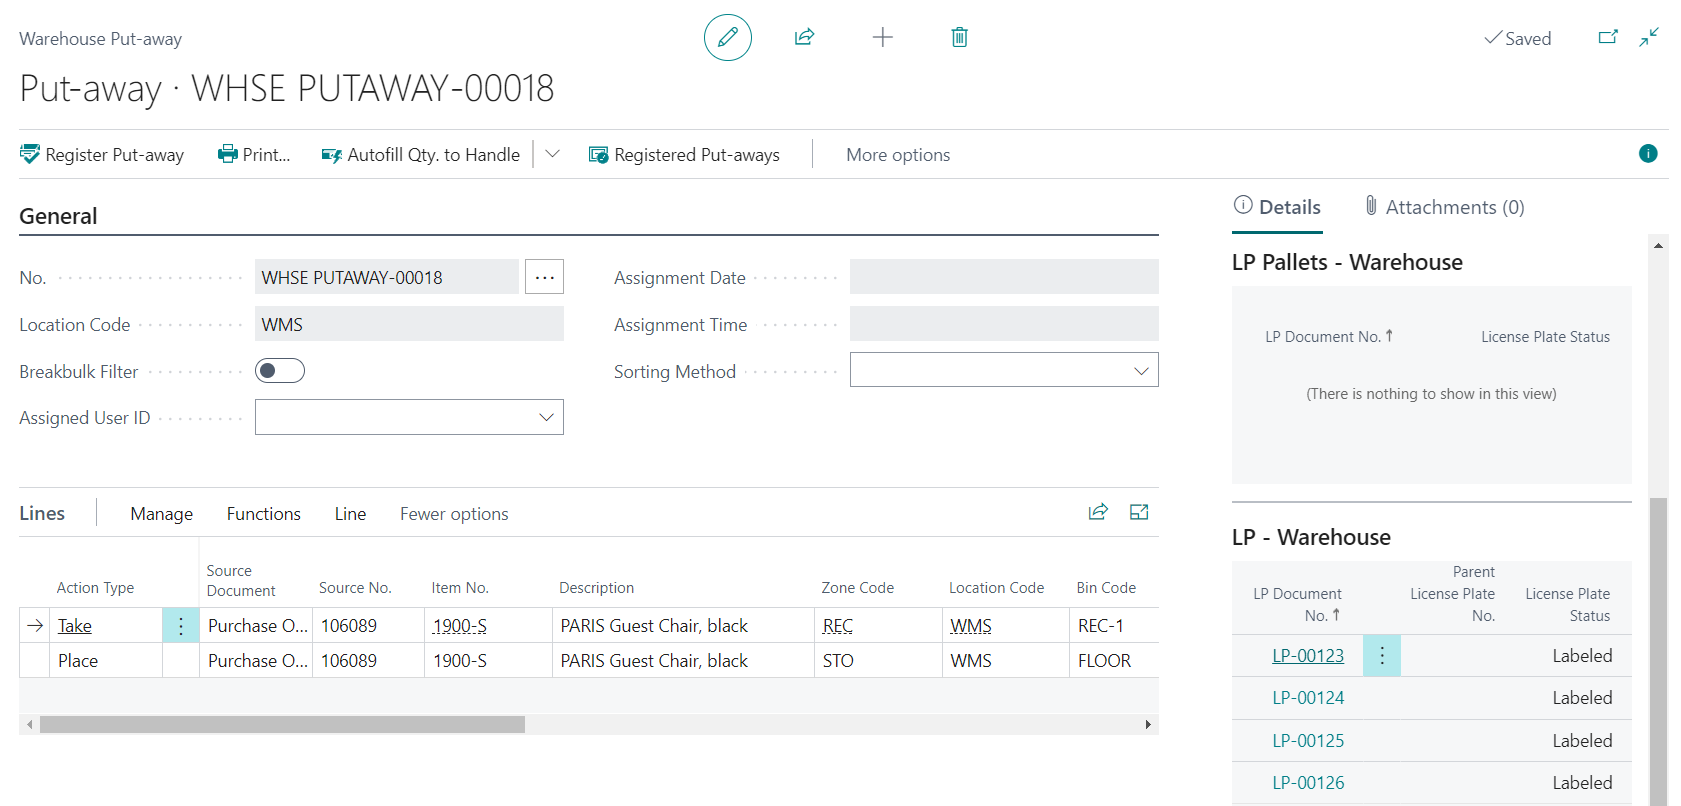 Warehouse Put-away
Saved
Put-away · WHSE PUTAWAY-00018
Register Put-away Print... Autofill Qty. to Handle Registered Put-aways More options
General
No. WHSE PUTAWAY-00018 ...
Location Code WMS
Breakbulk Filter
Assigned User ID
Assignment Date
Assignment Time
Sorting Method
Lines Manage Functions Line Fewer options
Action Type Source Document Source No. Item No. Description Zone Code Location Code Bin Code
Take Purchase O... 106089 1900-S PARIS Guest Chair, black REC WMS REC-1
Place Purchase O... 106089 1900-S PARIS Guest Chair, black STO WMS FLOOR
Details Attachments (0)
LP Pallets - Warehouse
LP Document No. ↑ License Plate Status
(There is nothing to show in this view)
LP - Warehouse
LP Document No. ↑ Parent License Plate No. License Plate Status
LP-00123 Labeled
LP-00124 Labeled
LP-00125 Labeled
LP-00126 Labeled